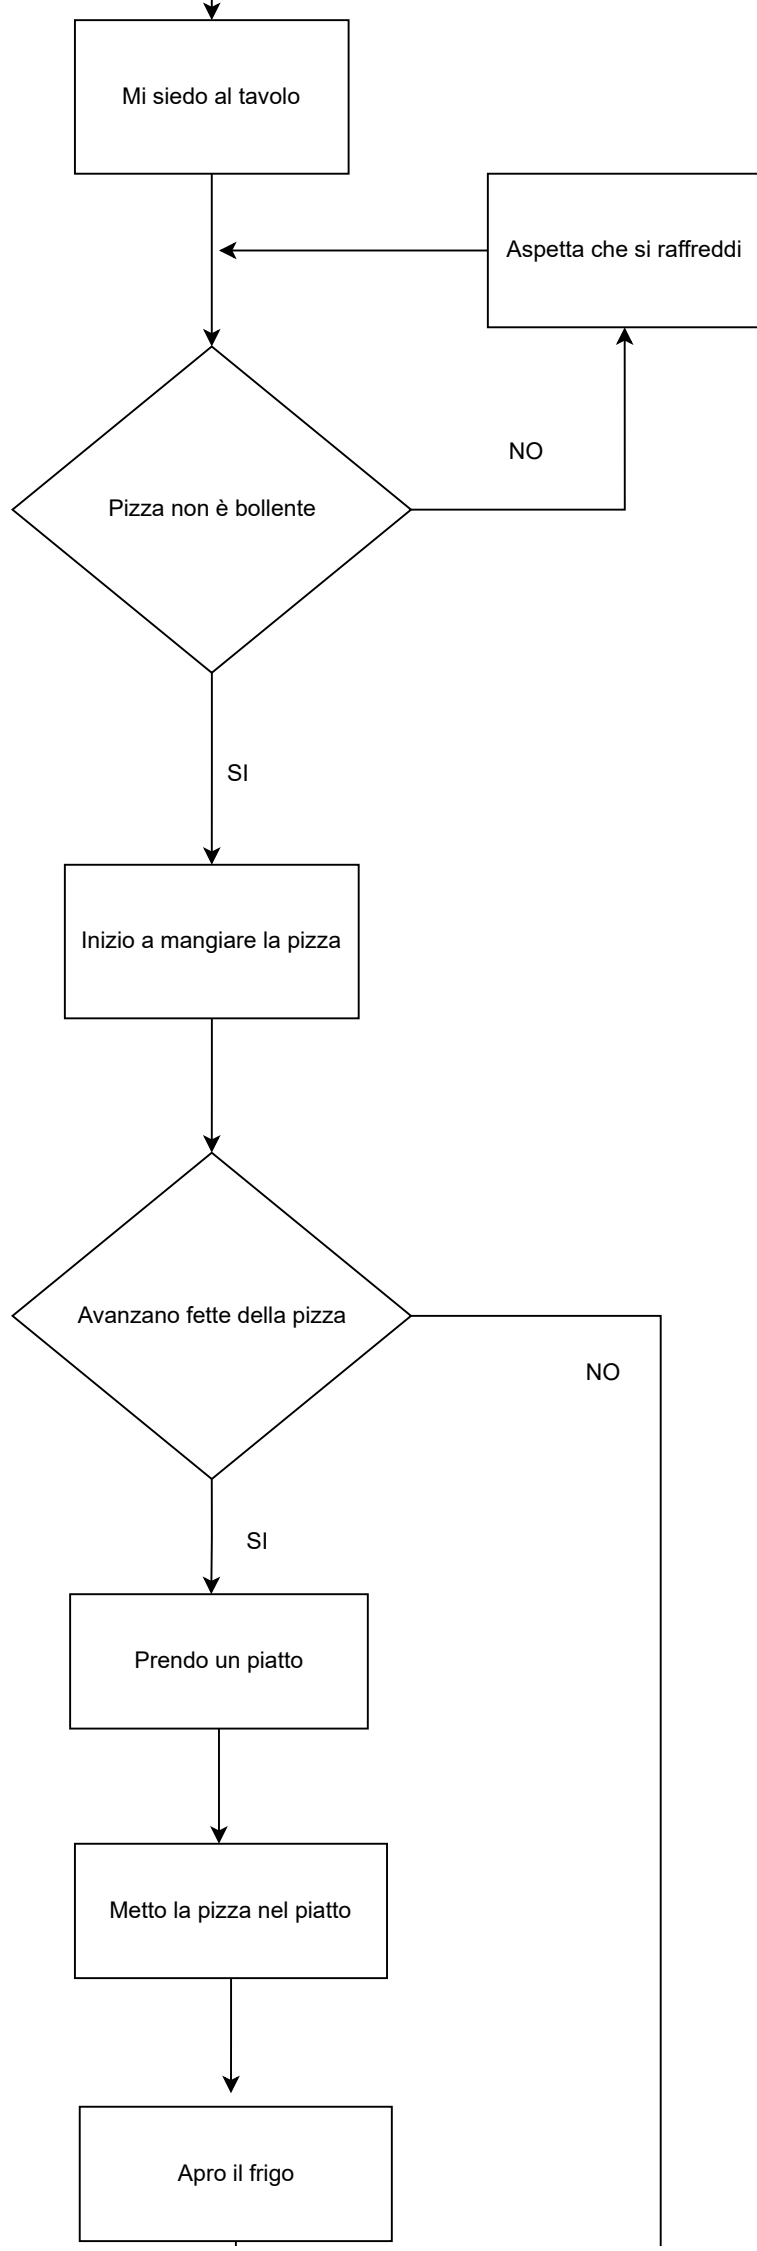 Mi siedo al tavolo
Aspetta che si raffreddi
NO
Pizza non è bollente
SI
Inizio a mangiare la pizza
Avanzano fette della pizza
NO
SI
Prendo un piatto
Metto la pizza nel piatto
Apro il frigo